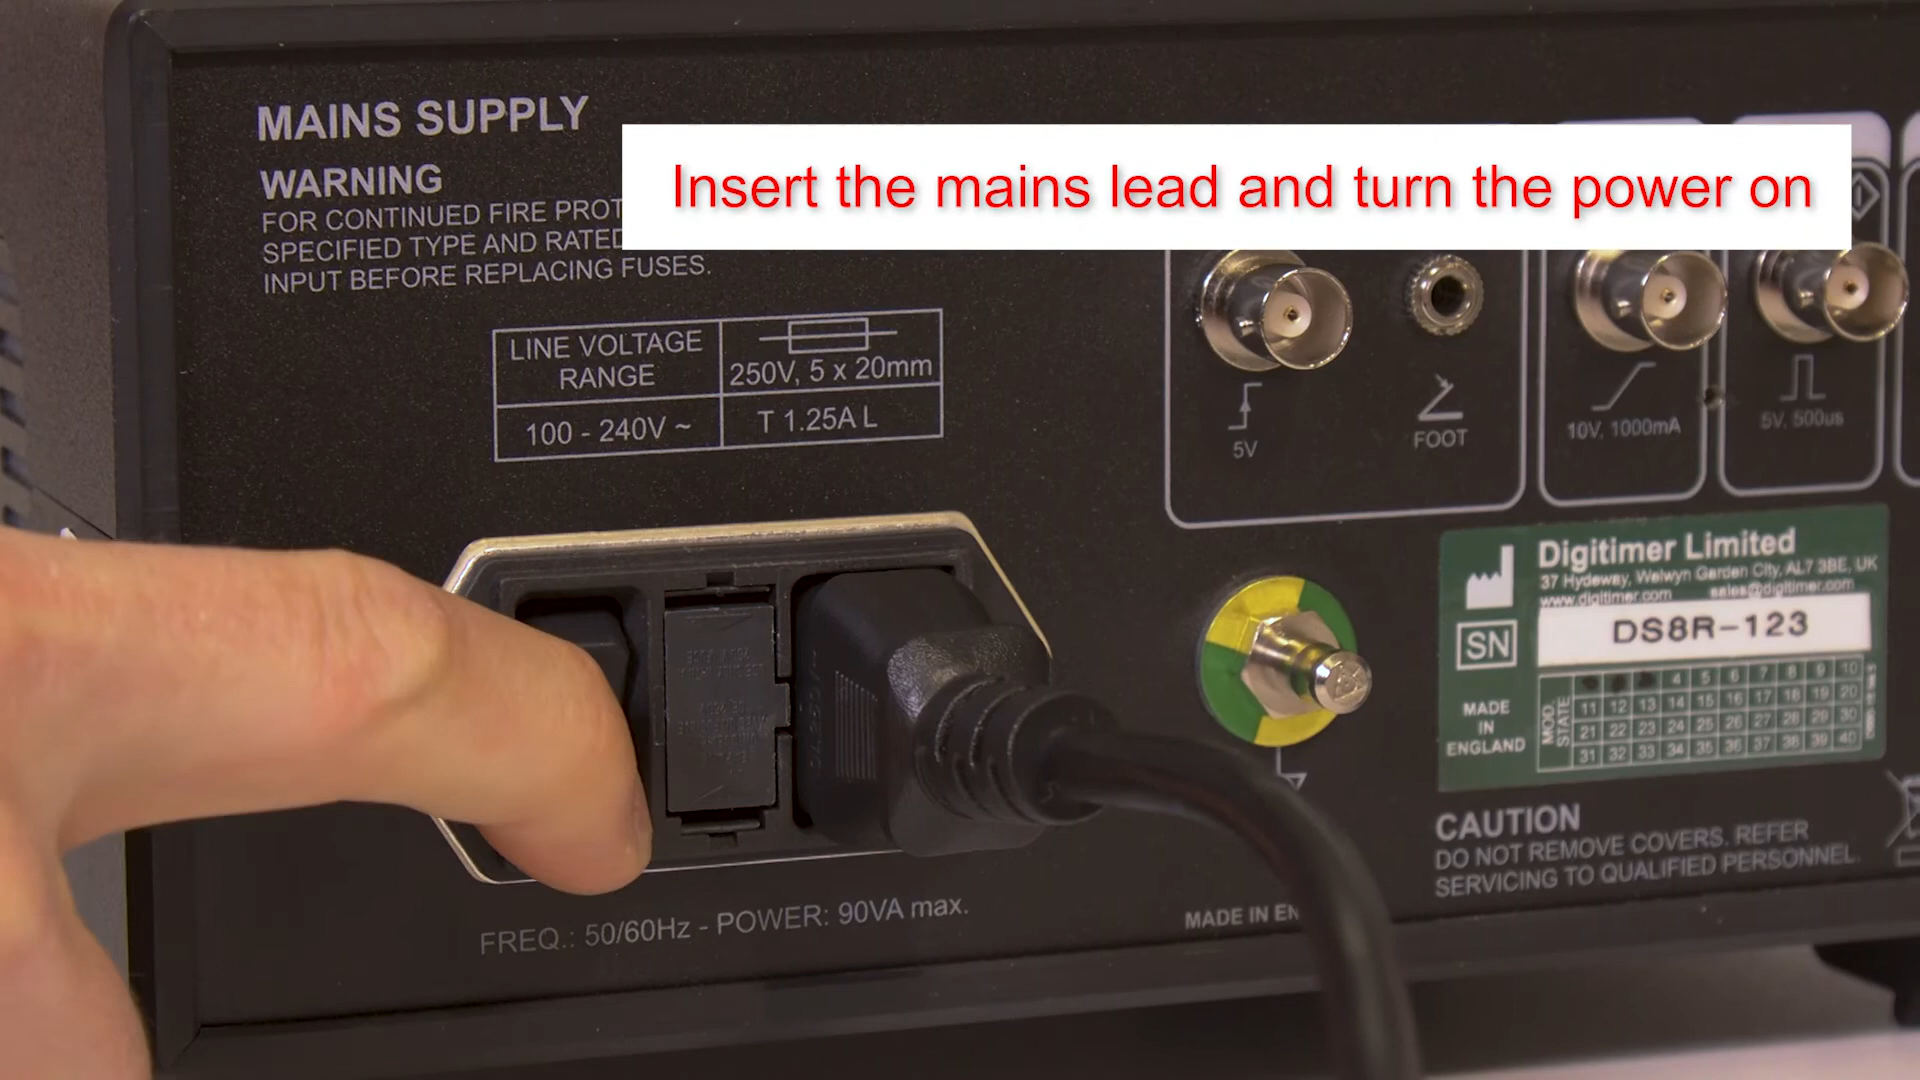 MAINS SUPPLY
WARNING
FOR CONTINUED FIRE PROT
SPECIFIED TYPE AND RATED
INPUT BEFORE REPLACING FUSES.
Insert the mains lead and turn the power on
LINE VOLTAGE
RANGE
250V, 5 x 20mm
100 - 240V ~
T 1.25A L
5V
FOOT
10V, 1000mA
5V, 500us
Digitimer Limited
37 Hydeway, Welwyn Garden City, AL7 3BE, UK
www.digitimer.com sales@digitimer.com
SN
DS8R-123
MADE
IN
ENGLAND
MOD.
STATE
4 5 6 7 8 9 10
11 12 13 14 15 16 17 18 19 20
21 22 23 24 25 26 27 28 29 30
31 32 33 34 35 36 37 38 39 40
CAUTION
DO NOT REMOVE COVERS. REFER
SERVICING TO QUALIFIED PERSONNEL.
FREQ.: 50/60Hz - POWER: 90VA max.
MADE IN EN